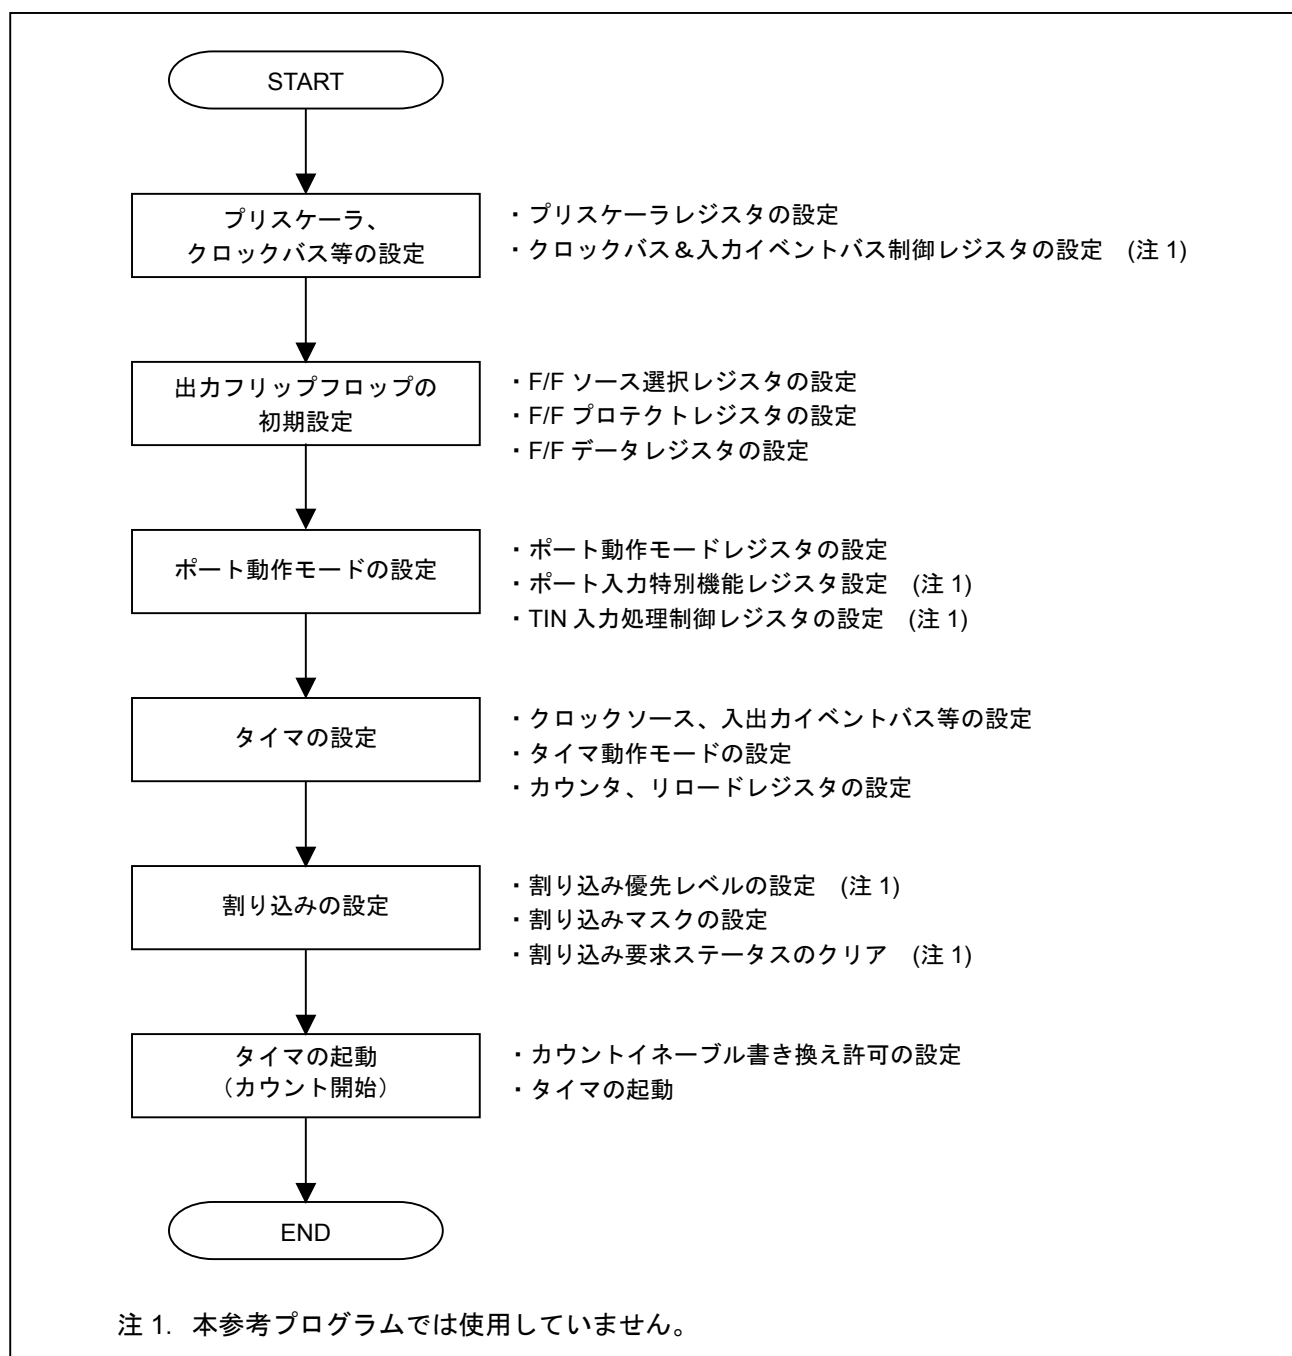 START
プリスケーラ、
クロックバス等の設定
・プリスケーラレジスタの設定
・クロックバス＆入力イベントバス制御レジスタの設定 (注 1)
出力フリップフロップの
初期設定
・F/F ソース選択レジスタの設定
・F/F プロテクトレジスタの設定
・F/F データレジスタの設定
ポート動作モードの設定
・ポート動作モードレジスタの設定
・ポート入力特別機能レジスタ設定 (注 1)
・TIN 入力処理制御レジスタの設定 (注 1)
タイマの設定
・クロックソース、入出力イベントバス等の設定
・タイマ動作モードの設定
・カウンタ、リロードレジスタの設定
割り込みの設定
・割り込み優先レベルの設定 (注 1)
・割り込みマスクの設定
・割り込み要求ステータスのクリア (注 1)
タイマの起動
（カウント開始）
・カウントイネーブル書き換え許可の設定
・タイマの起動
END
注 1. 本参考プログラムでは使用していません。